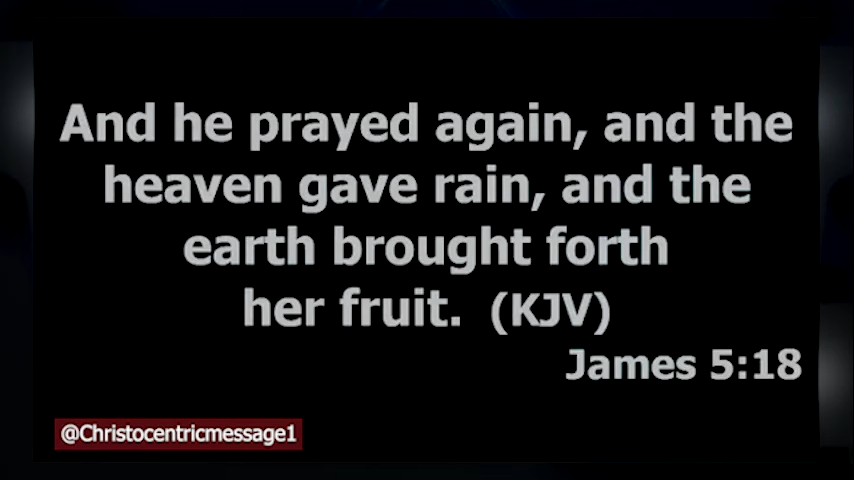 And he prayed again, and the
heaven gave rain, and the
earth brought forth
her fruit. (KJV)
James 5:18
@Christocentricmessage1